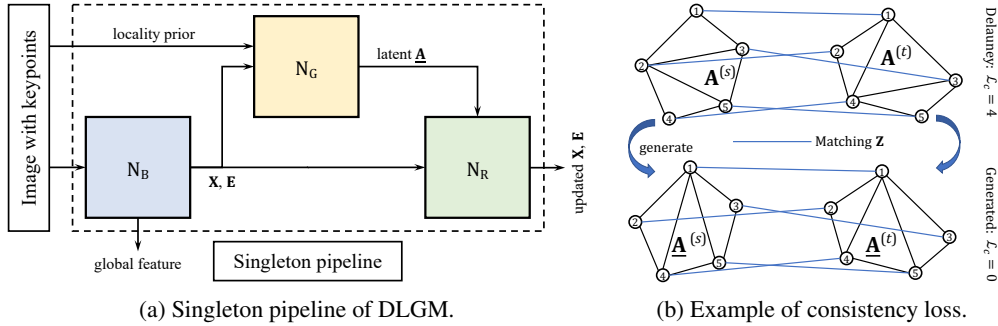 Image with keypoints
locality prior
N_G
latent A
N_B
X, E
N_R
updated X, E
global feature
Singleton pipeline
(a) Singleton pipeline of DLGM.
1
2
3
4
5
A^(s)
1
2
3
4
5
A^(t)
Delauney: ℒ_c = 4
generate
Matching Z
1
2
3
4
5
A^(s)
1
2
3
4
5
A^(t)
Generated: ℒ_c = 0
(b) Example of consistency loss.